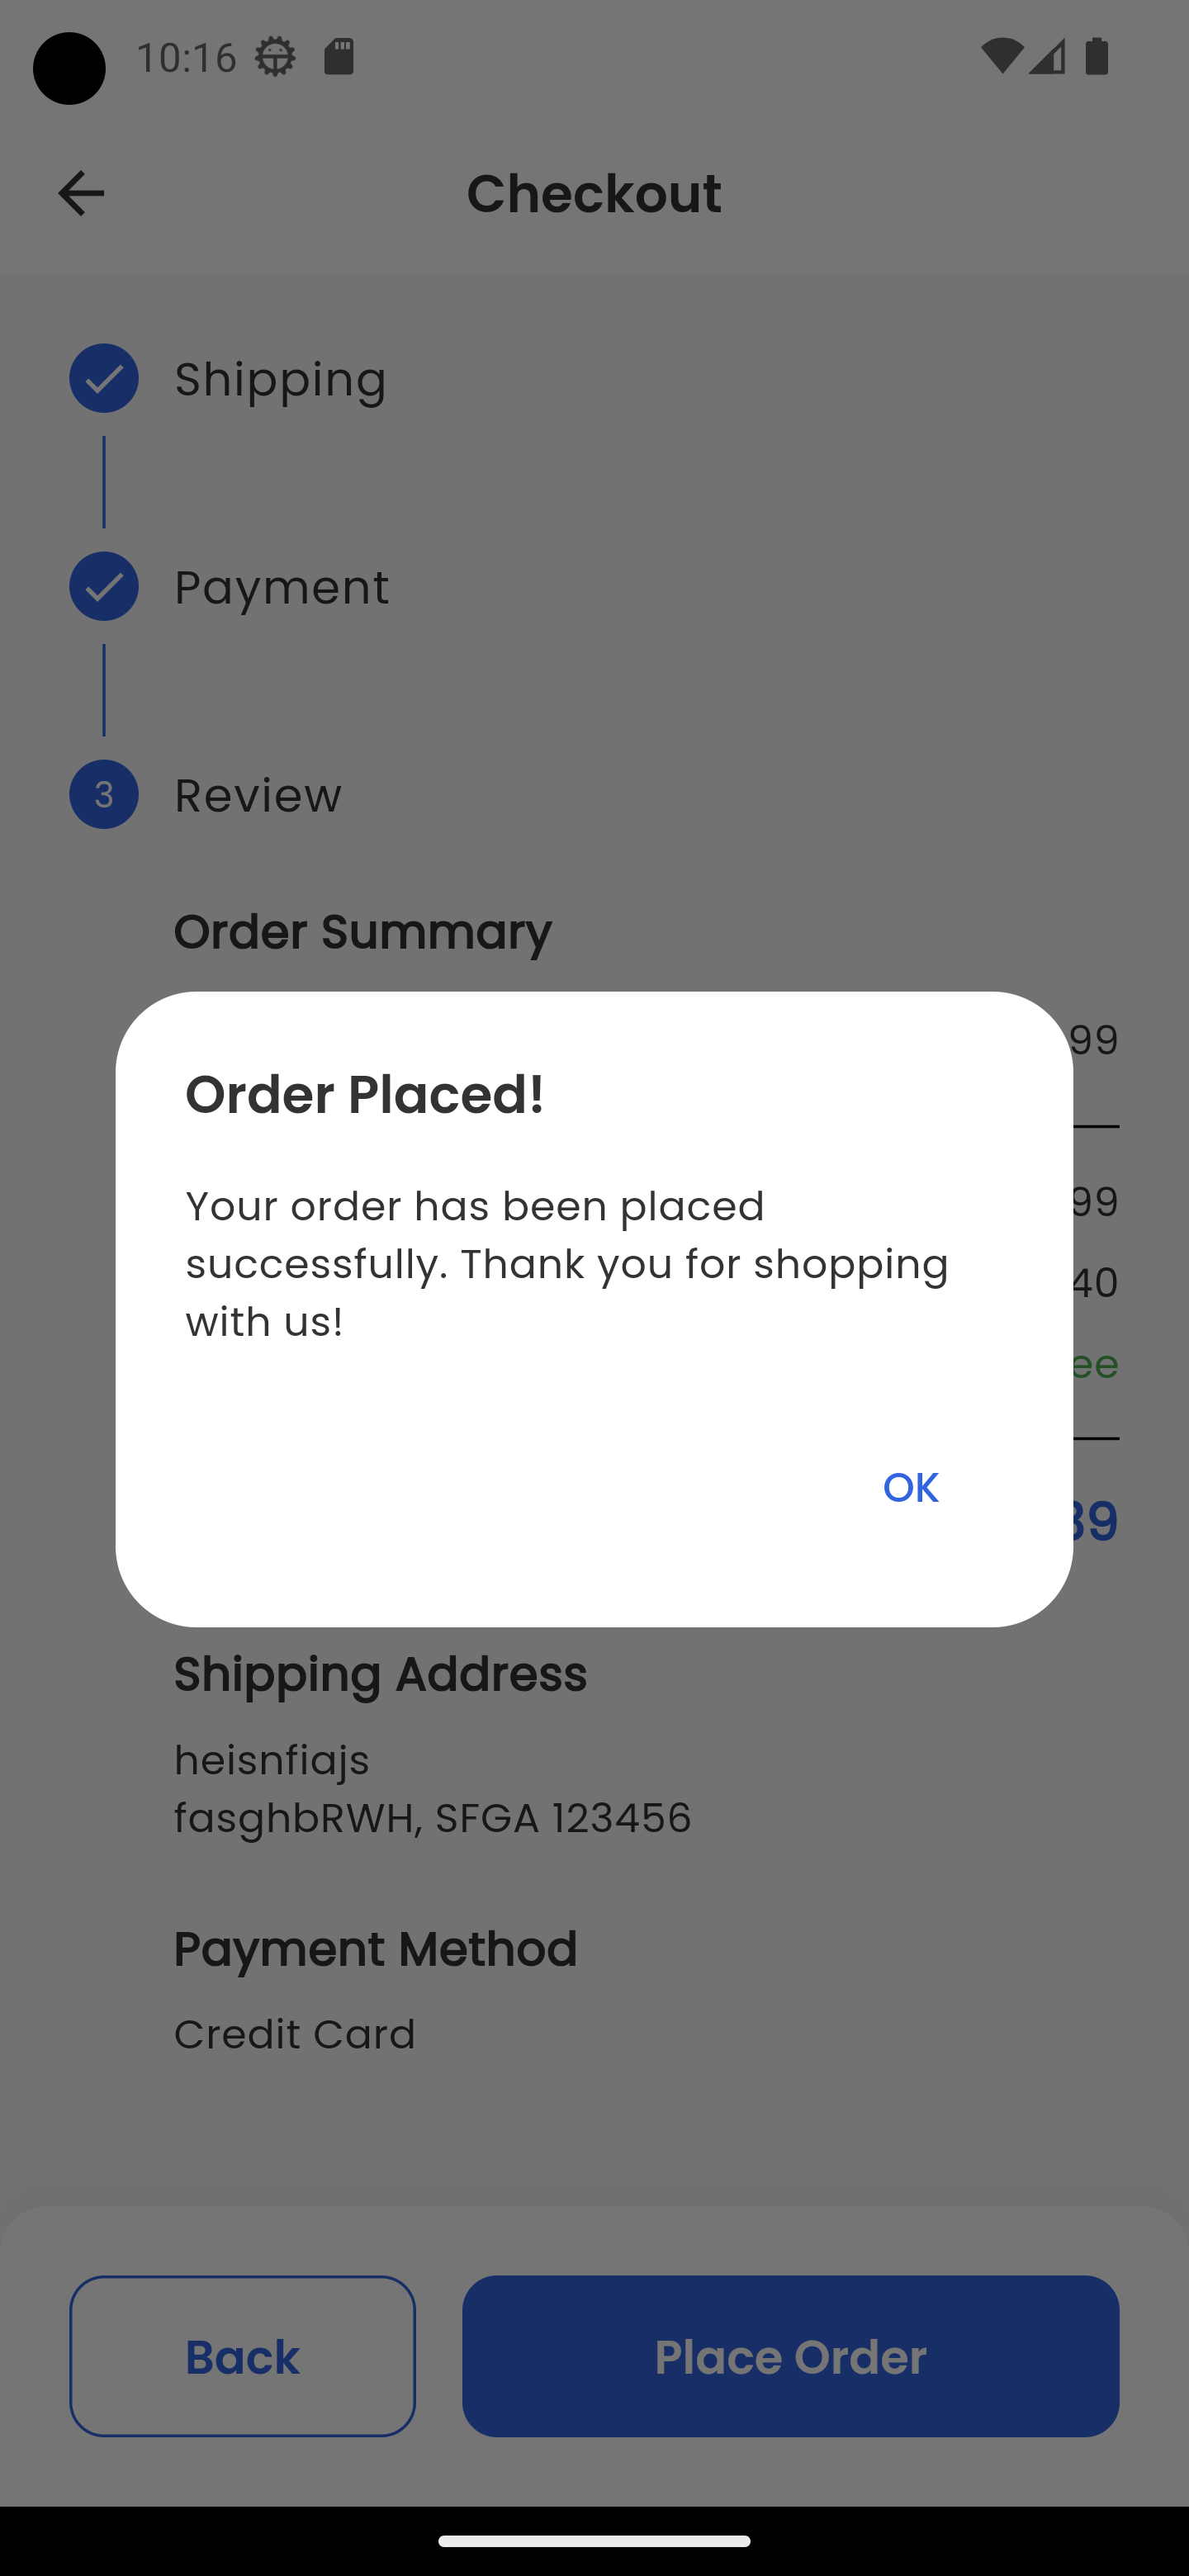 10:16
Checkout
Shipping
Payment
3 Review
Order Summary
99
Order Placed!
Your order has been placed
99
successfully. Thank you for shopping
40
with us!
ee
OK
39
Shipping Address
heisnfiajs
fasghbRWH, SFGA 123456
Payment Method
Credit Card
Back
Place Order